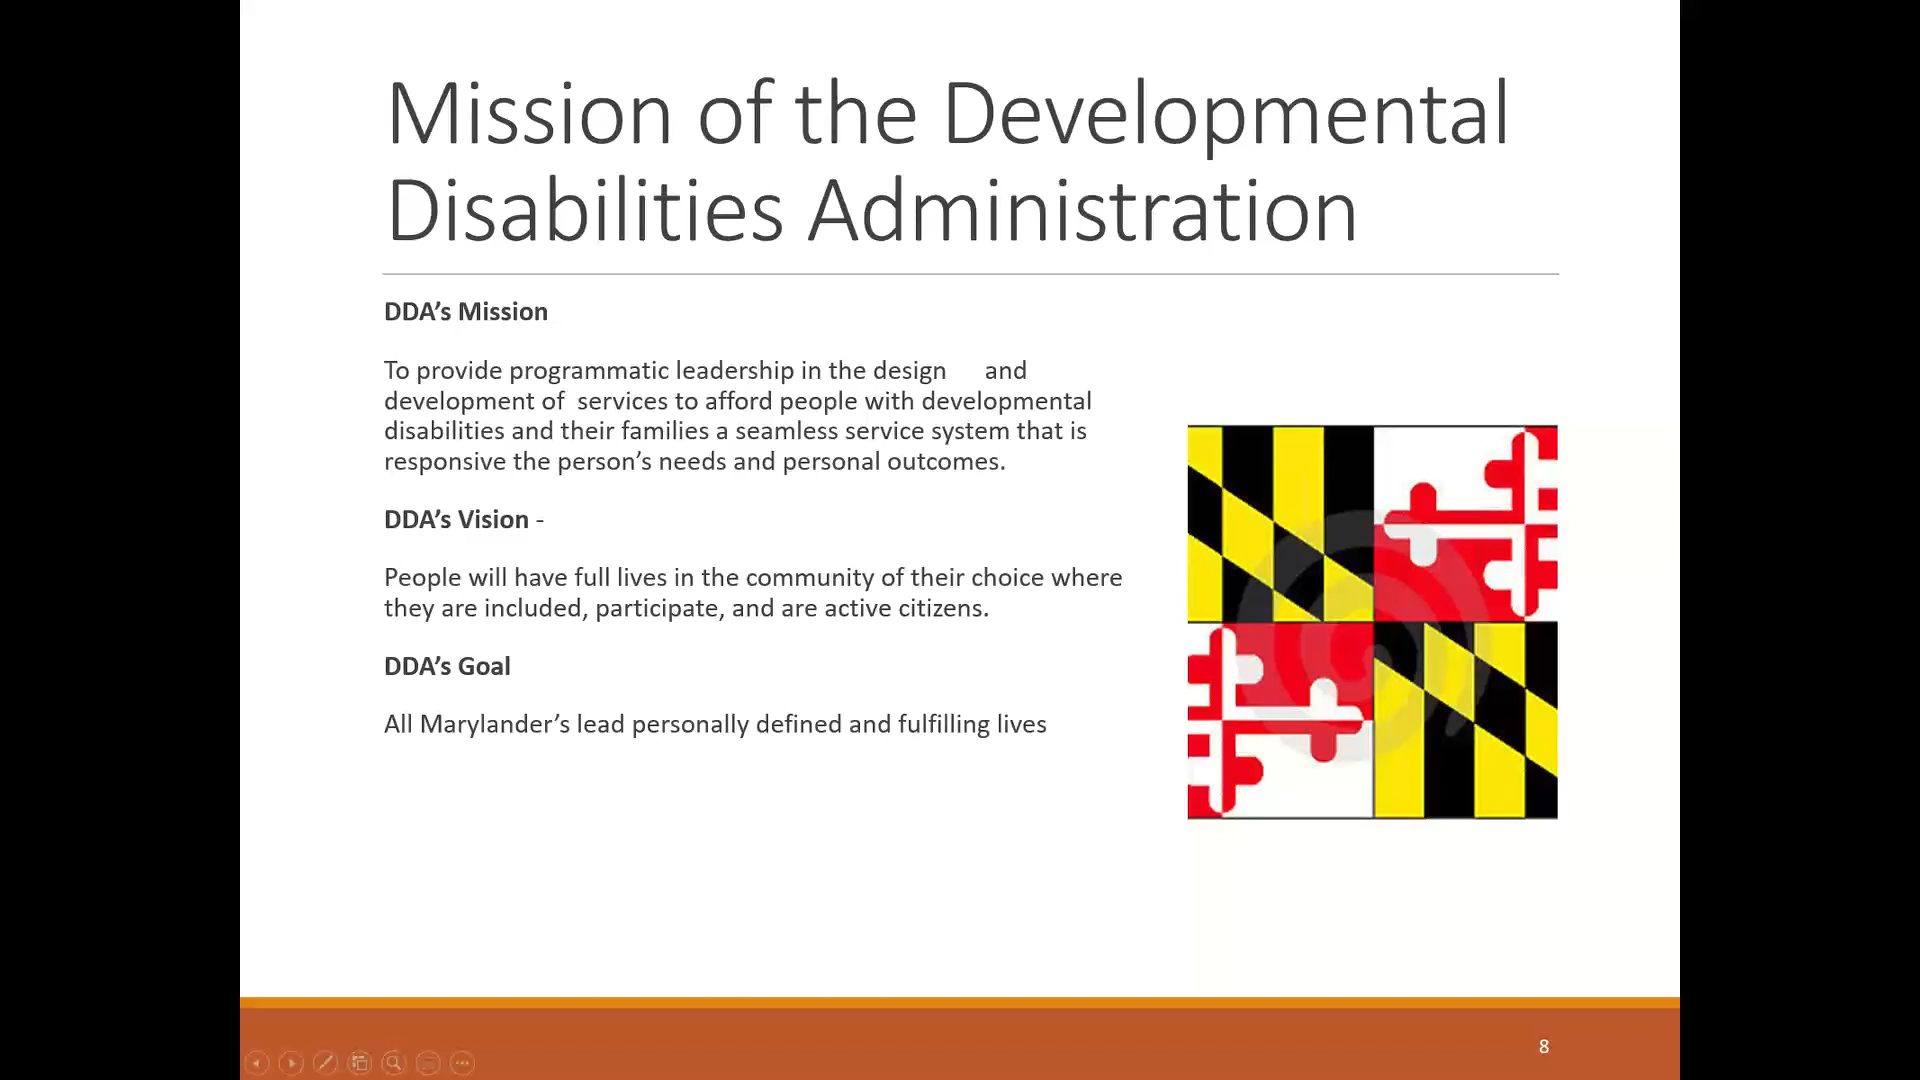 Mission of the Developmental
Disabilities Administration
DDA’s Mission
To provide programmatic leadership in the design and
development of services to afford people with developmental
disabilities and their families a seamless service system that is
responsive the person’s needs and personal outcomes.
DDA’s Vision -
People will have full lives in the community of their choice where
they are included, participate, and are active citizens.
DDA’s Goal
All Marylander’s lead personally defined and fulfilling lives
8